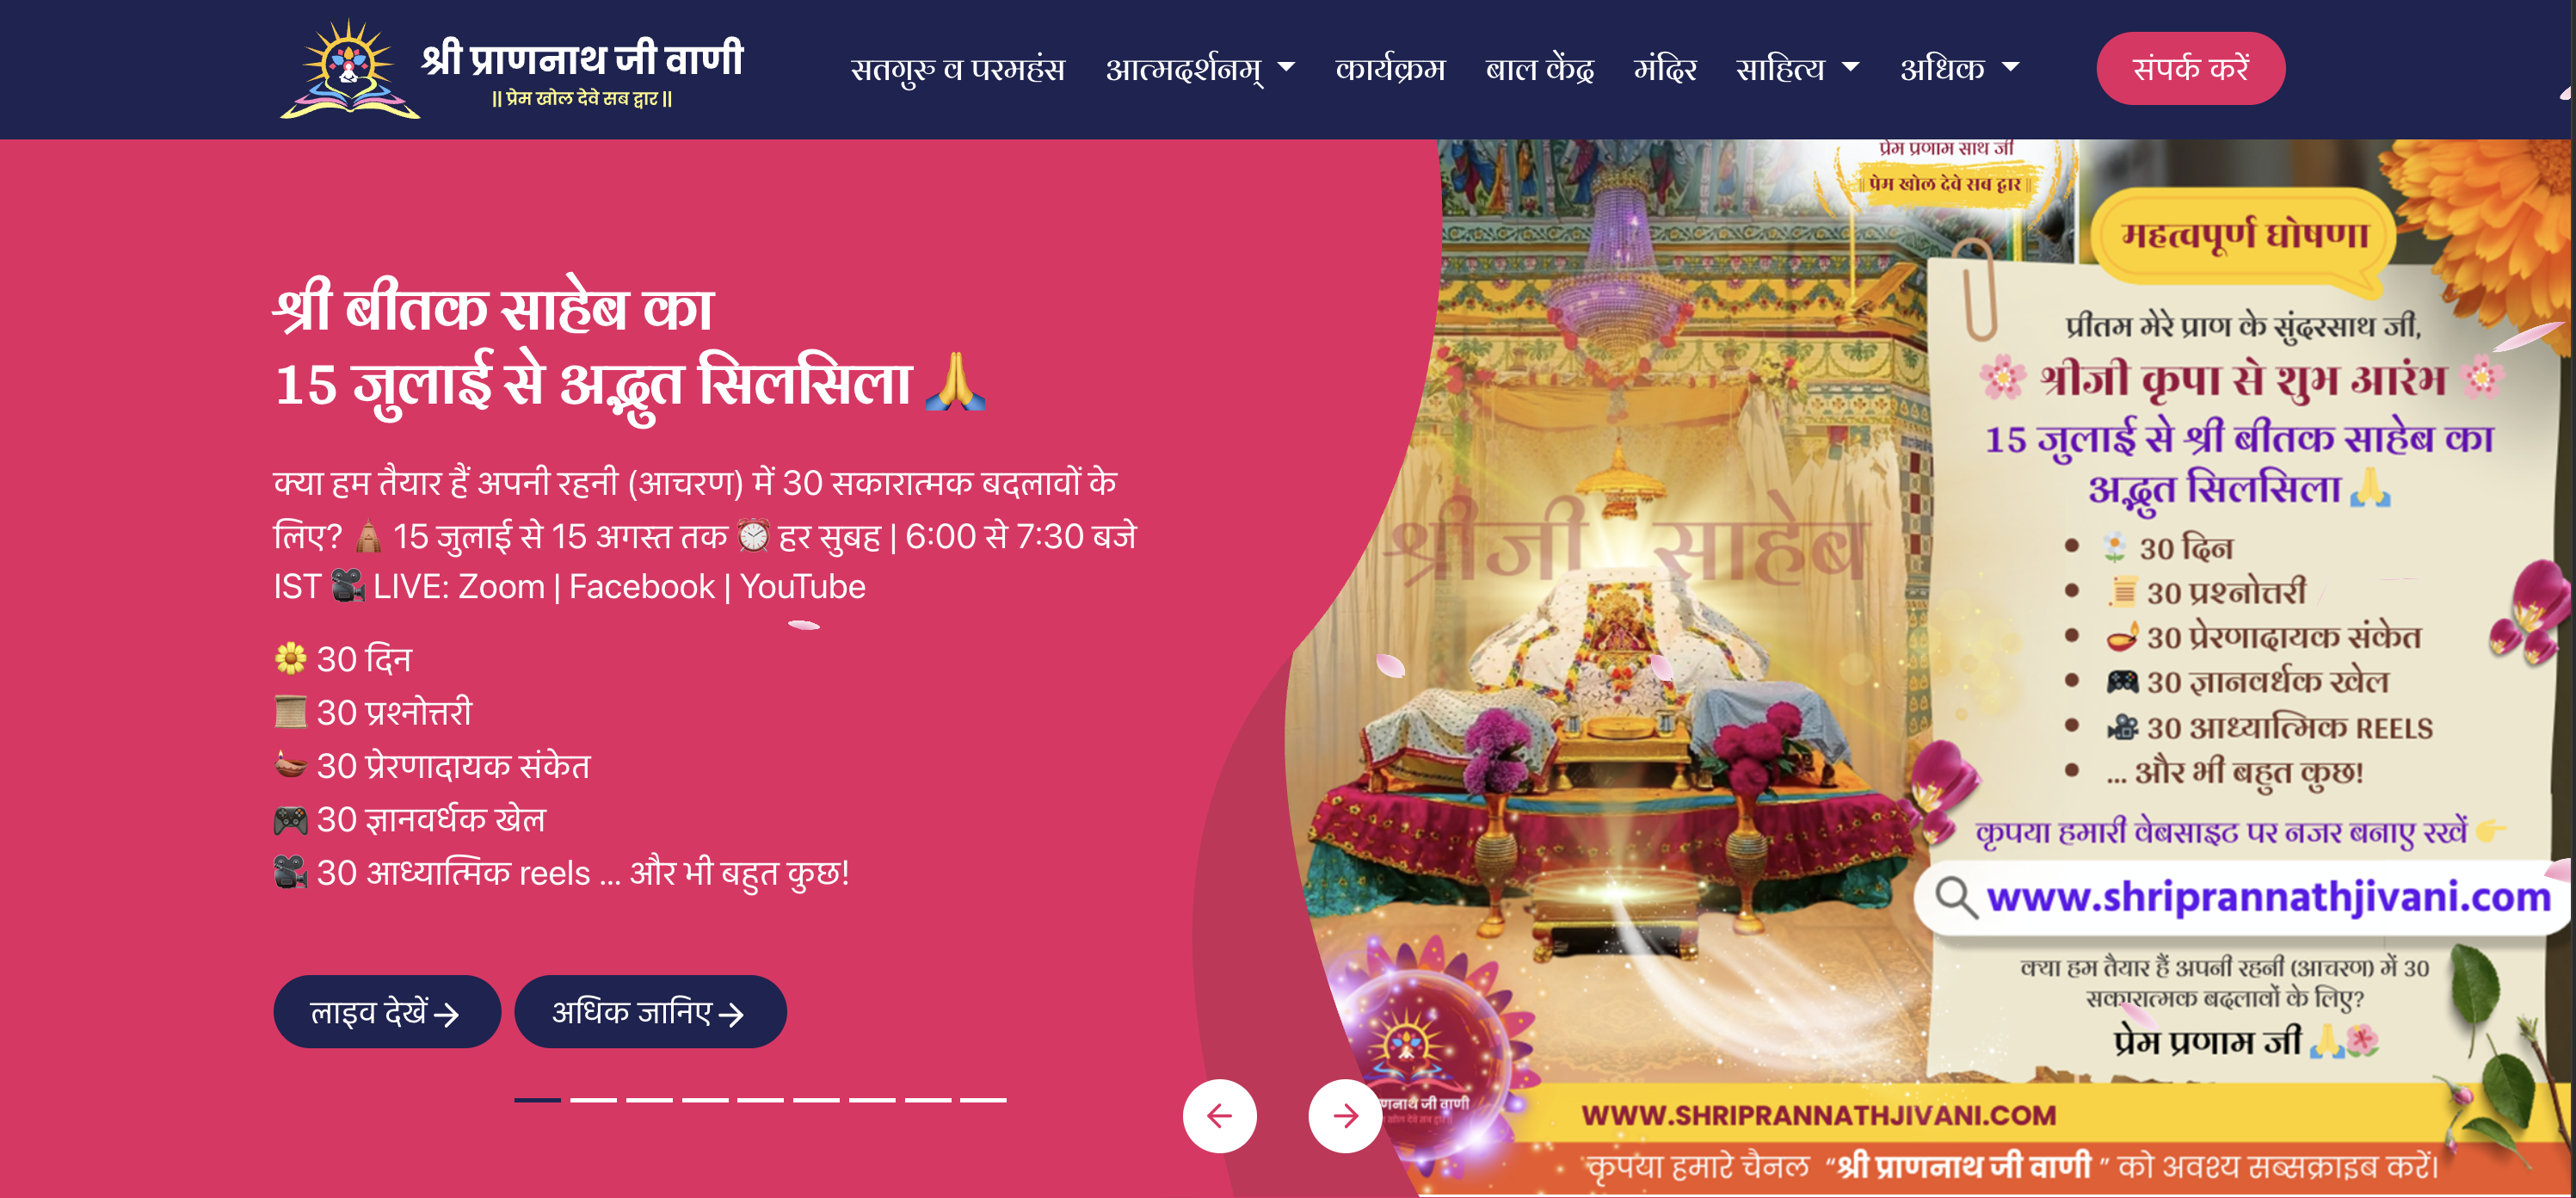 श्री प्राणनाथ जी वाणी
|| प्रेम खोल देवे सब द्वार ||
सतगुरु व परमहंस
आत्मदर्शनम्
कार्यक्रम
बाल केंद्र
मंदिर
साहित्य
अधिक
संपर्क करें
श्री बीतक साहेब का
15 जुलाई से अद्भुत सिलसिला 🙏
क्या हम तैयार हैं अपनी रहनी (आचरण) में 30 सकारात्मक बदलावों के
लिए? 🛕 15 जुलाई से 15 अगस्त तक ⏰ हर सुबह | 6:00 से 7:30 बजे
IST 🎥 LIVE: Zoom | Facebook | YouTube
🌼 30 दिन
📜 30 प्रश्नोत्तरी
🪔 30 प्रेरणादायक संकेत
🎮 30 ज्ञानवर्धक खेल
🎥 30 आध्यात्मिक reels ... और भी बहुत कुछ!
लाइव देखें→
अधिक जानिए→
प्रेम प्रणाम साथ जी
|| प्रेम खोल देवे सब द्वार ||
श्रीजी साहेब
महत्वपूर्ण घोषणा
प्रीतम मेरे प्राण के सुंदरसाथ जी,
🌸 श्रीजी कृपा से शुभ आरंभ 🌸
15 जुलाई से श्री बीतक साहेब का
अद्भुत सिलसिला 🙏
• 🌼 30 दिन
• 📜 30 प्रश्नोत्तरी
• 🪔 30 प्रेरणादायक संकेत
• 🎮 30 ज्ञानवर्धक खेल
• 🎥 30 आध्यात्मिक REELS
• ... और भी बहुत कुछ!
कृपया हमारी वेबसाइट पर नजर बनाए रखें 👉
www.shriprannathjivani.com
क्या हम तैयार हैं अपनी रहनी (आचरण) में 30
सकारात्मक बदलावों के लिए?
प्रेम प्रणाम जी 🙏🌺
णनाथ जी वाणी
WWW.SHRIPRANNATHJIVANI.COM
कृपया हमारे चैनल “श्री प्राणनाथ जी वाणी ” को अवश्य सब्सक्राइब करें।